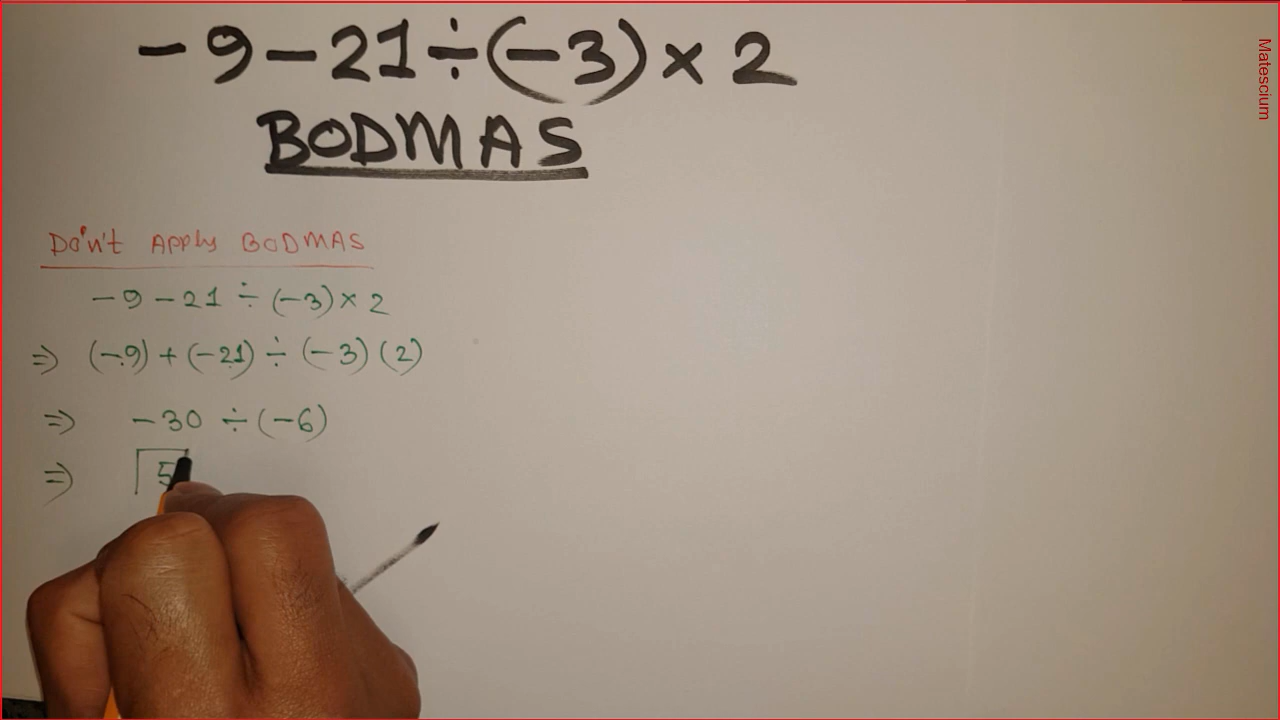 -9-21÷(-3)×2
BODMAS
Matescium
Don't Apply BODMAS
-9-21÷(-3)×2
⇒ (-9)+(-21)÷(-3)(2)
⇒ -30÷(-6)
⇒ 5